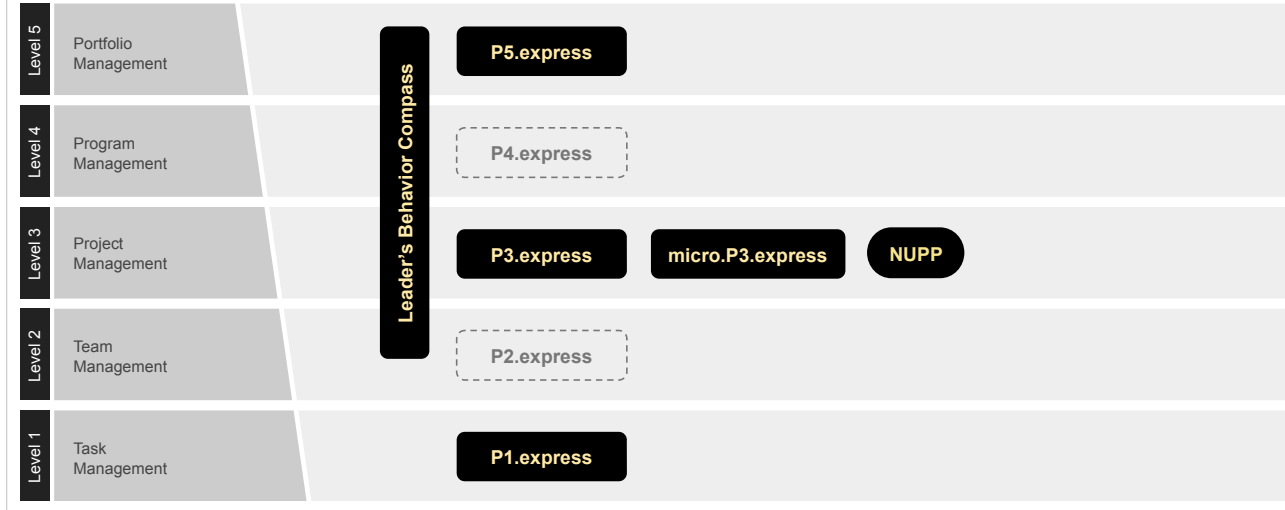 Level 5
Portfolio
Management
P5.express
Level 4
Program
Management
P4.express
Leader’s Behavior Compass
Level 3
Project
Management
P3.express
micro.P3.express
NUPP
Level 2
Team
Management
P2.express
Level 1
Task
Management
P1.express